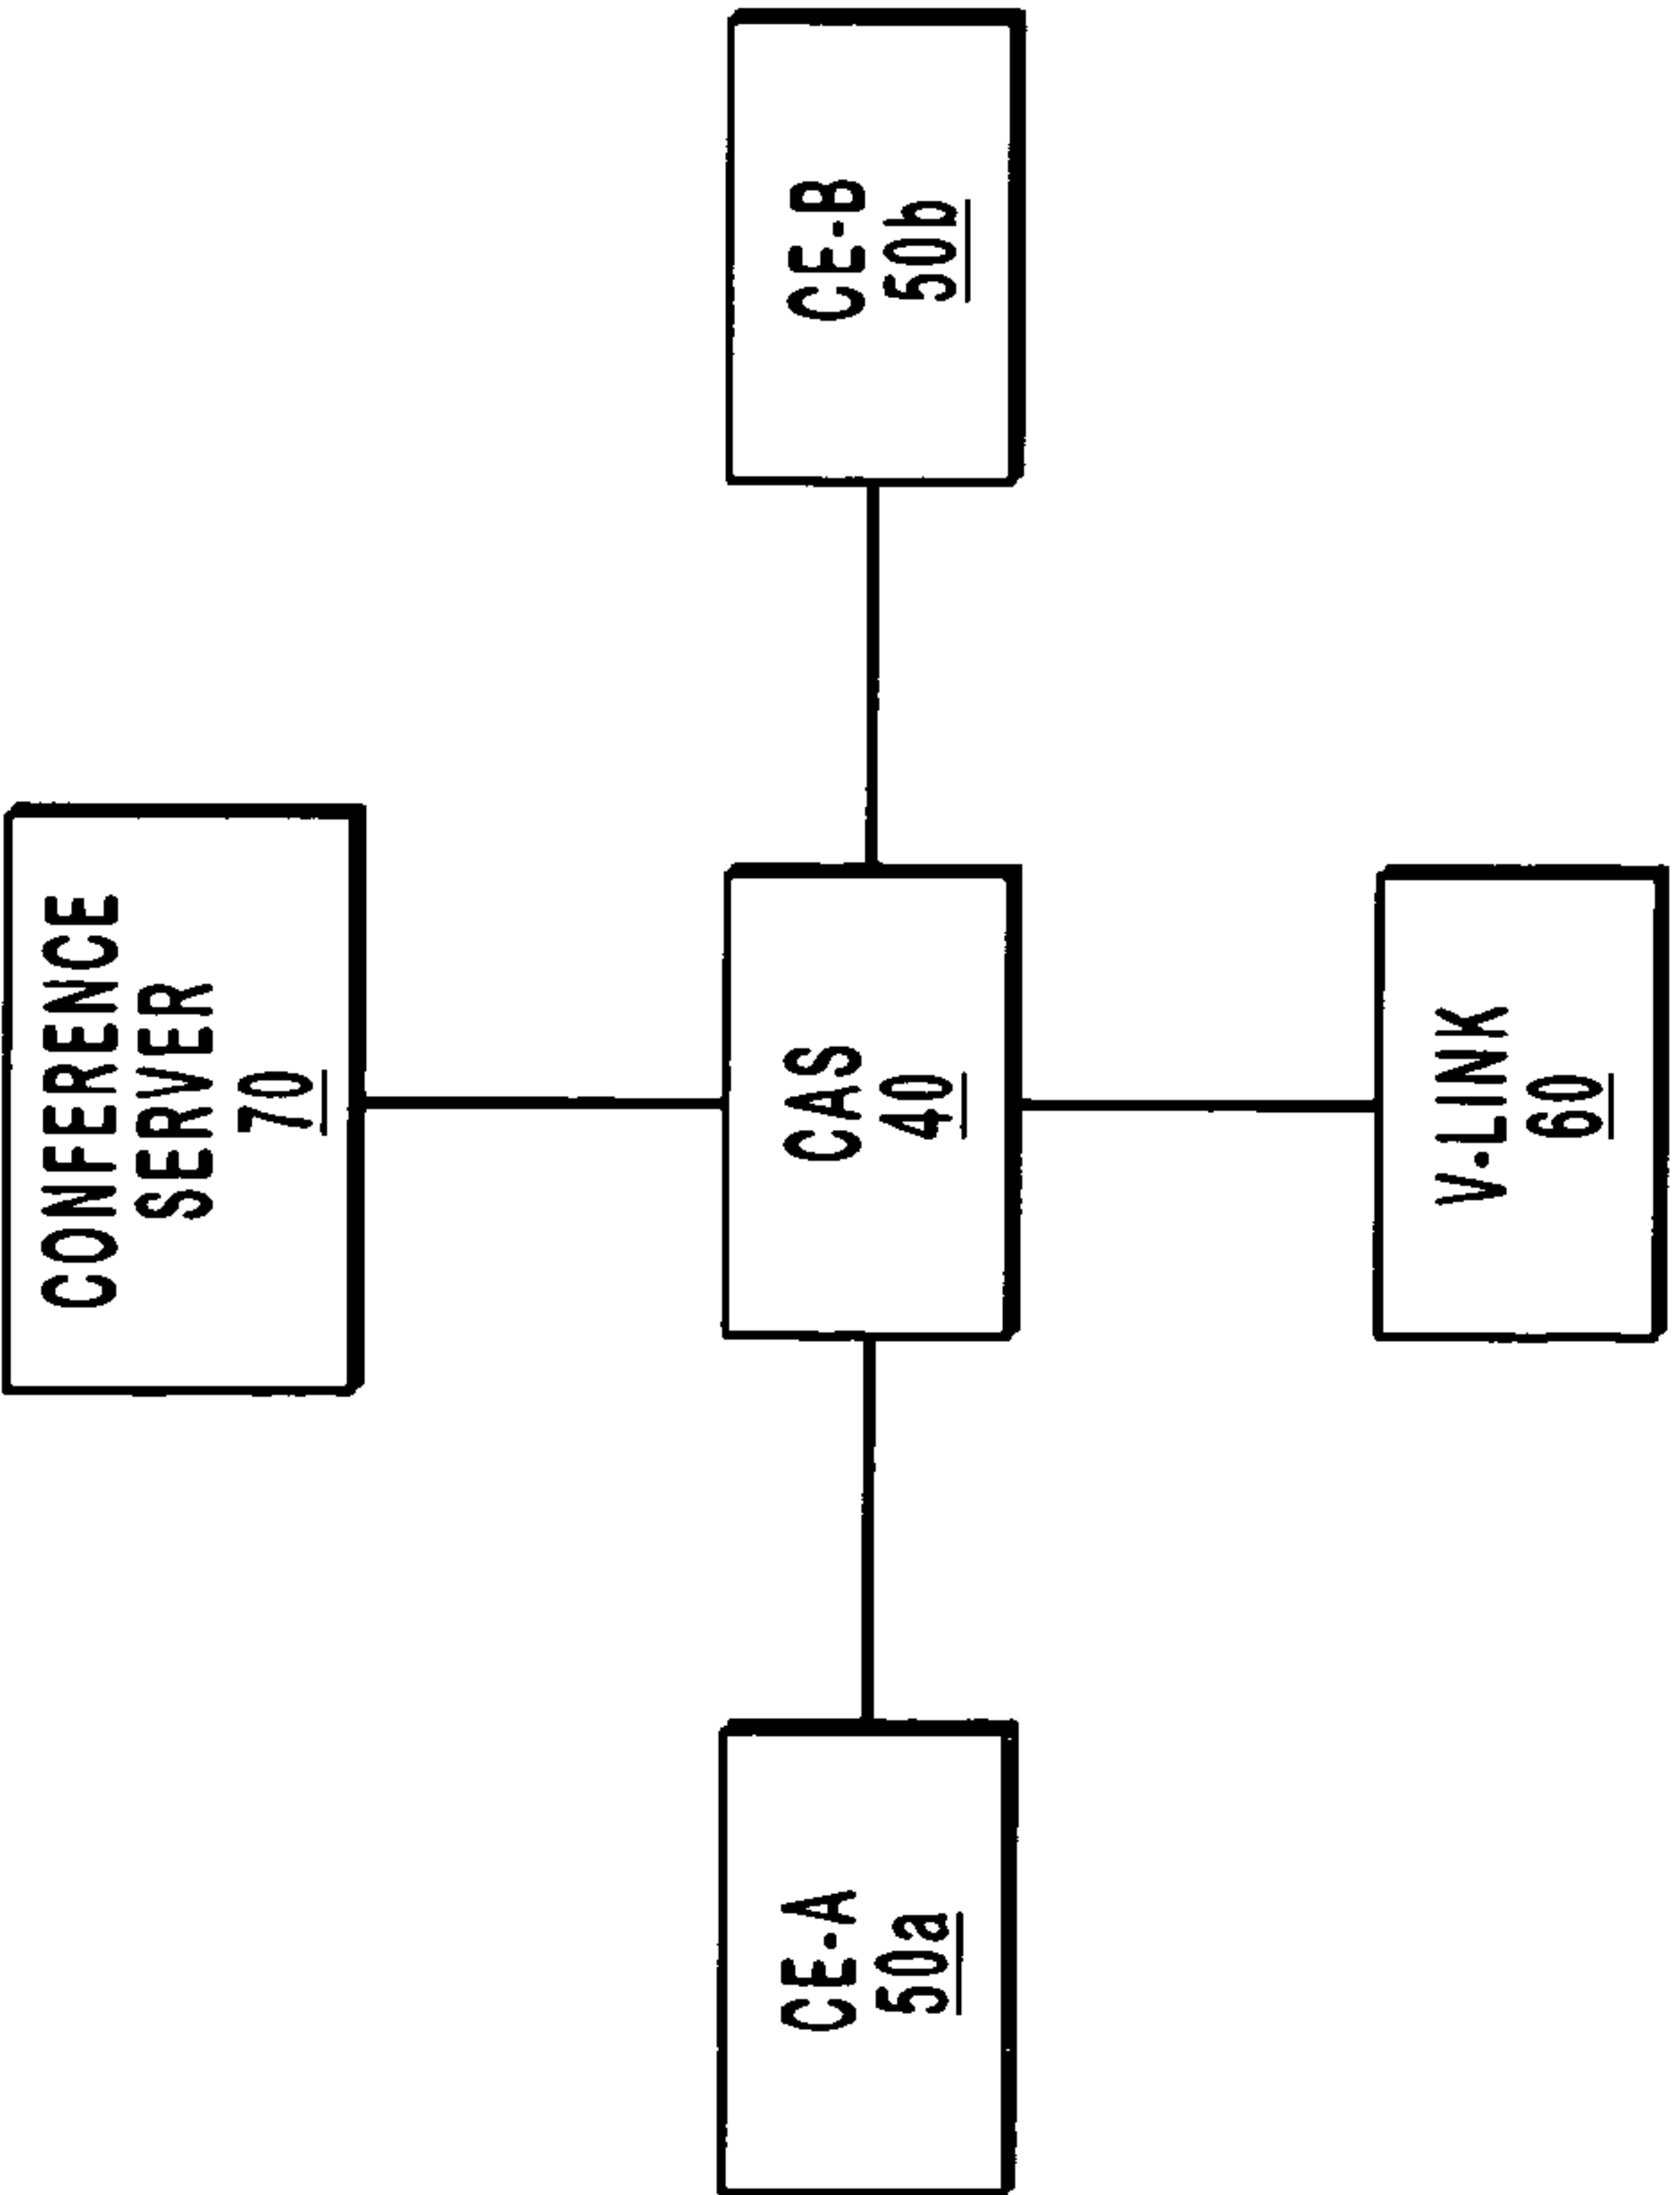 CONFERENCE
SERVER
70
CE-A
50a
CAS
40
CE-B
50b
V-LINK
60